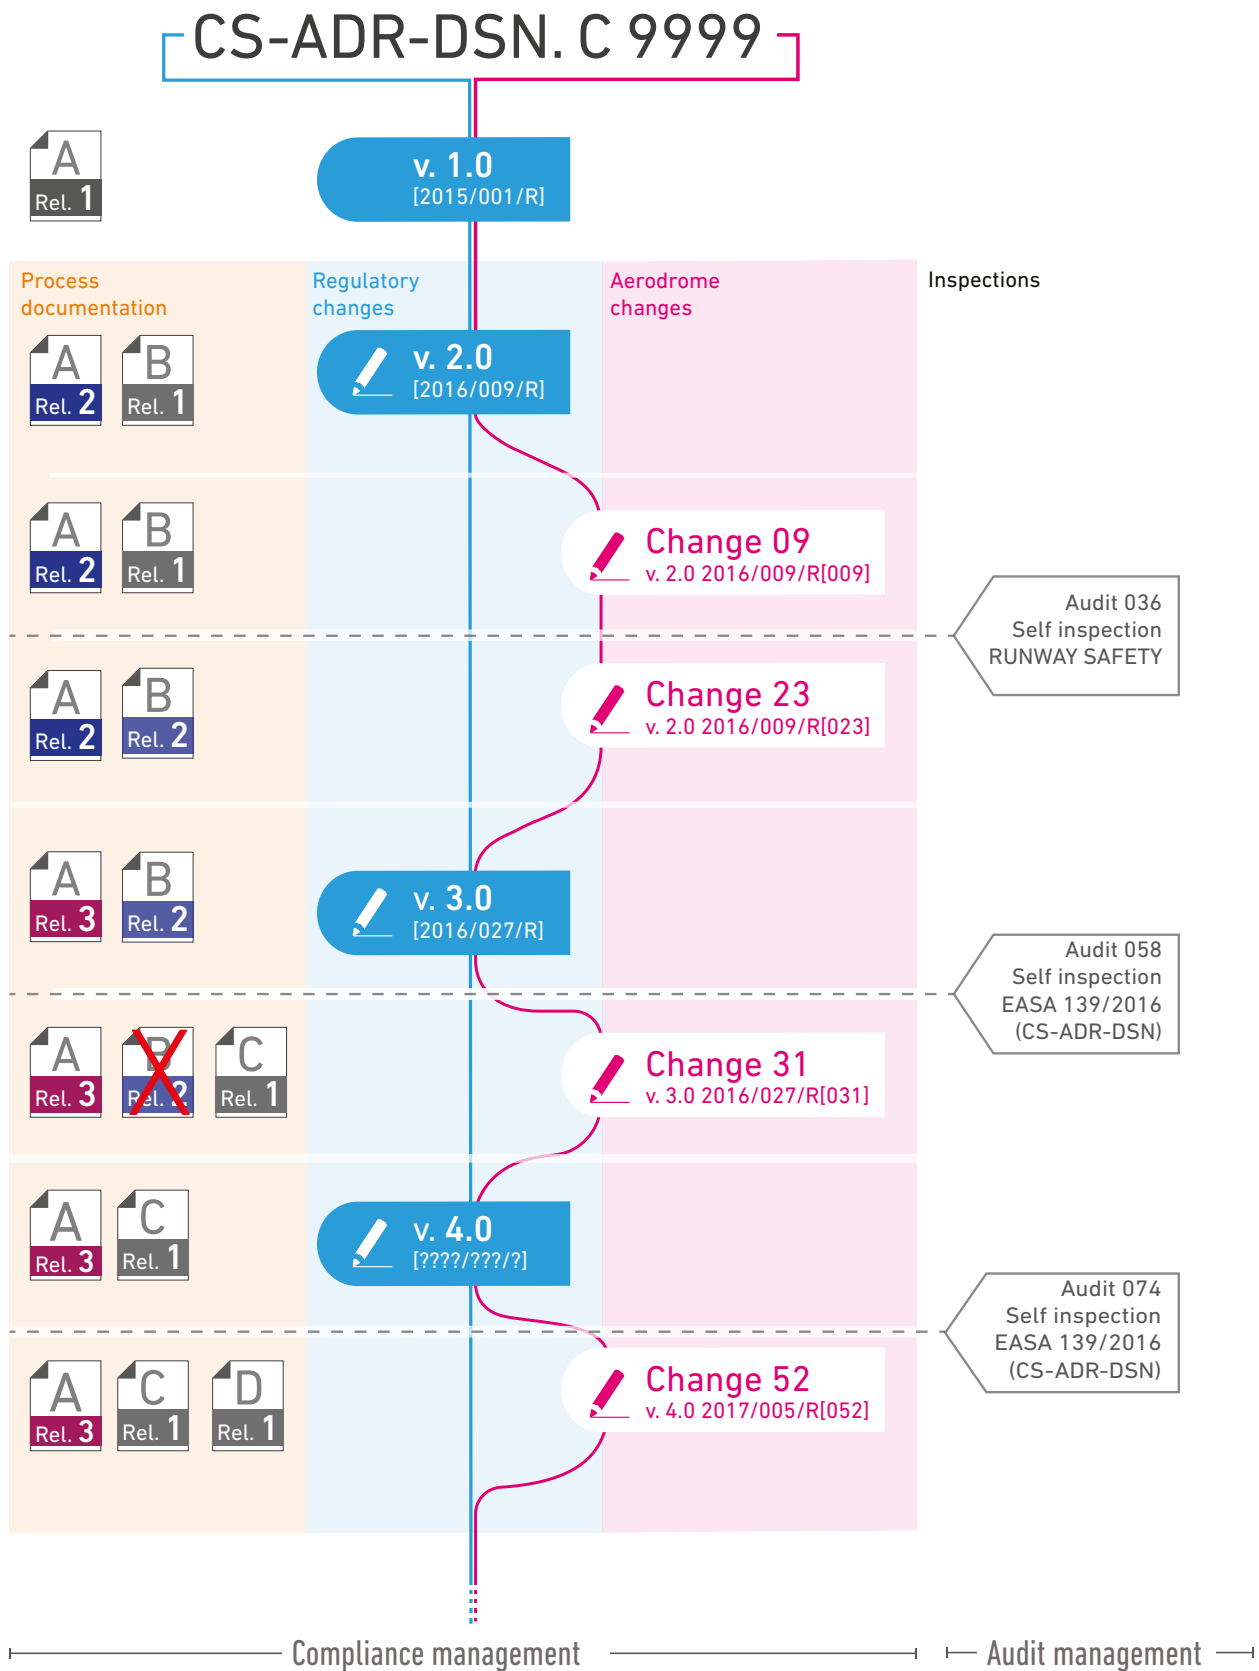 CS-ADR-DSN. C 9999
A
Rel. 1
v. 1.0
[2015/001/R]
Process
documentation
Regulatory
changes
Aerodrome
changes
Inspections
A
Rel. 2
B
Rel. 1
v. 2.0
[2016/009/R]
A
Rel. 2
B
Rel. 1
Change 09
v. 2.0 2016/009/R[009]
Audit 036
Self inspection
RUNWAY SAFETY
A
Rel. 2
B
Rel. 2
Change 23
v. 2.0 2016/009/R[023]
A
Rel. 3
B
Rel. 2
v. 3.0
[2016/027/R]
Audit 058
Self inspection
EASA 139/2016
(CS-ADR-DSN)
A
Rel. 3
B
Rel. 2
C
Rel. 1
Change 31
v. 3.0 2016/027/R[031]
A
Rel. 3
C
Rel. 1
v. 4.0
[????/???/?]
Audit 074
Self inspection
EASA 139/2016
(CS-ADR-DSN)
A
Rel. 3
C
Rel. 1
D
Rel. 1
Change 52
v. 4.0 2017/005/R[052]
Compliance management
Audit management